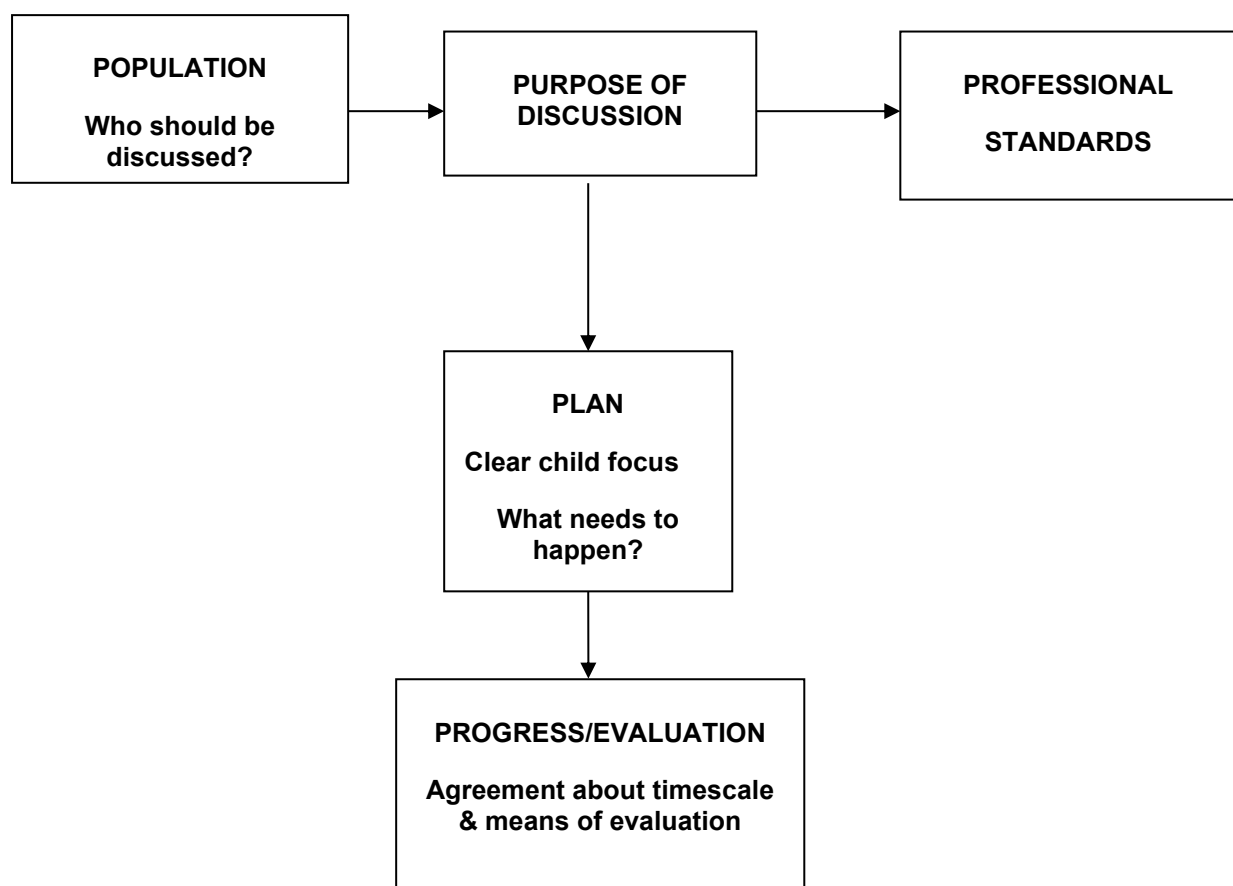 POPULATION
Who should be
discussed?
PURPOSE OF
DISCUSSION
PROFESSIONAL
STANDARDS
PLAN
Clear child focus
What needs to
happen?
PROGRESS/EVALUATION
Agreement about timescale
& means of evaluation